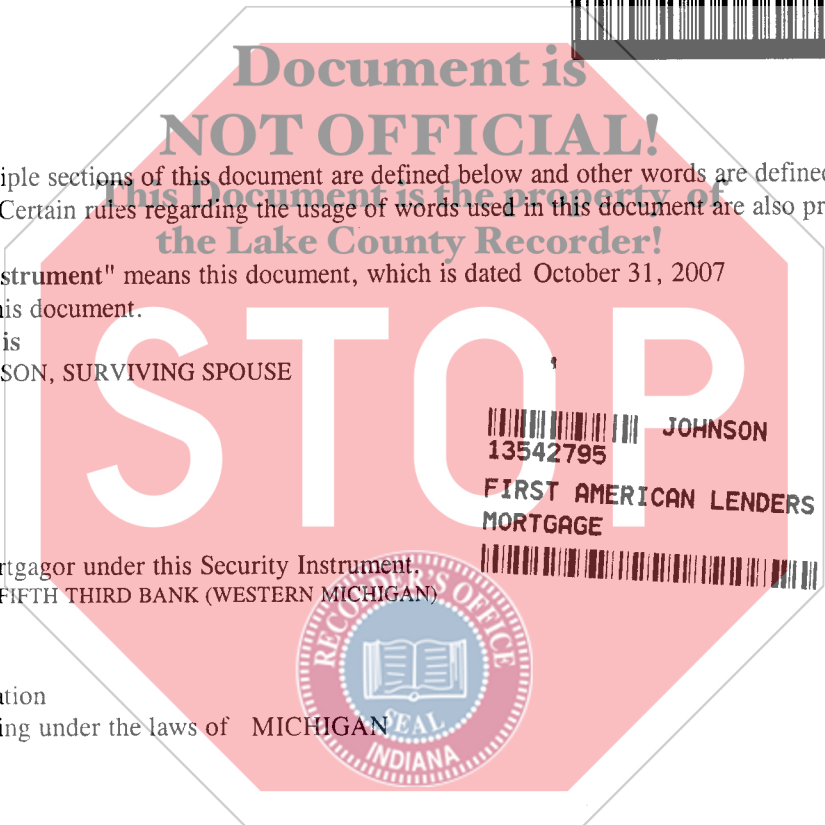 Document is
NOT OFFICIAL!
iple sections of this document are defined below and other words are defined
This Document is the property of
Certain rules regarding the usage of words used in this document are also pr
the Lake County Recorder!
strument" means this document, which is dated October 31, 2007
is document.
is
SON, SURVIVING SPOUSE
STOP
JOHNSON
13542795
FIRST AMERICAN LENDERS
MORTGAGE
rtgagor under this Security Instrument.
FIFTH THIRD BANK (WESTERN MICHIGAN)
RECORDER'S OFFICE
ation
SEAL
ing under the laws of MICHIGAN
INDIANA